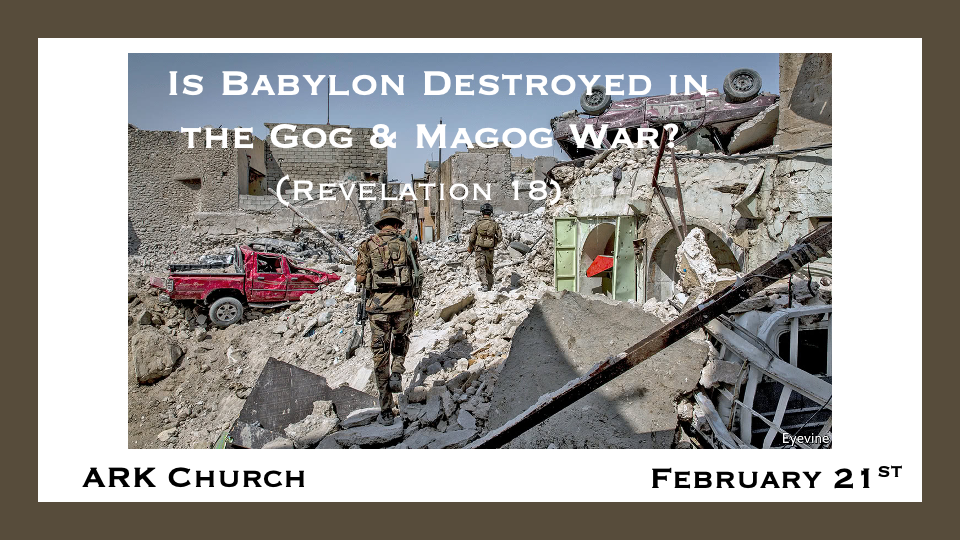 Is Babylon Destroyed in
the Gog & Magog War?
(Revelation 18)
Eyevine
ARK Church
February 21st